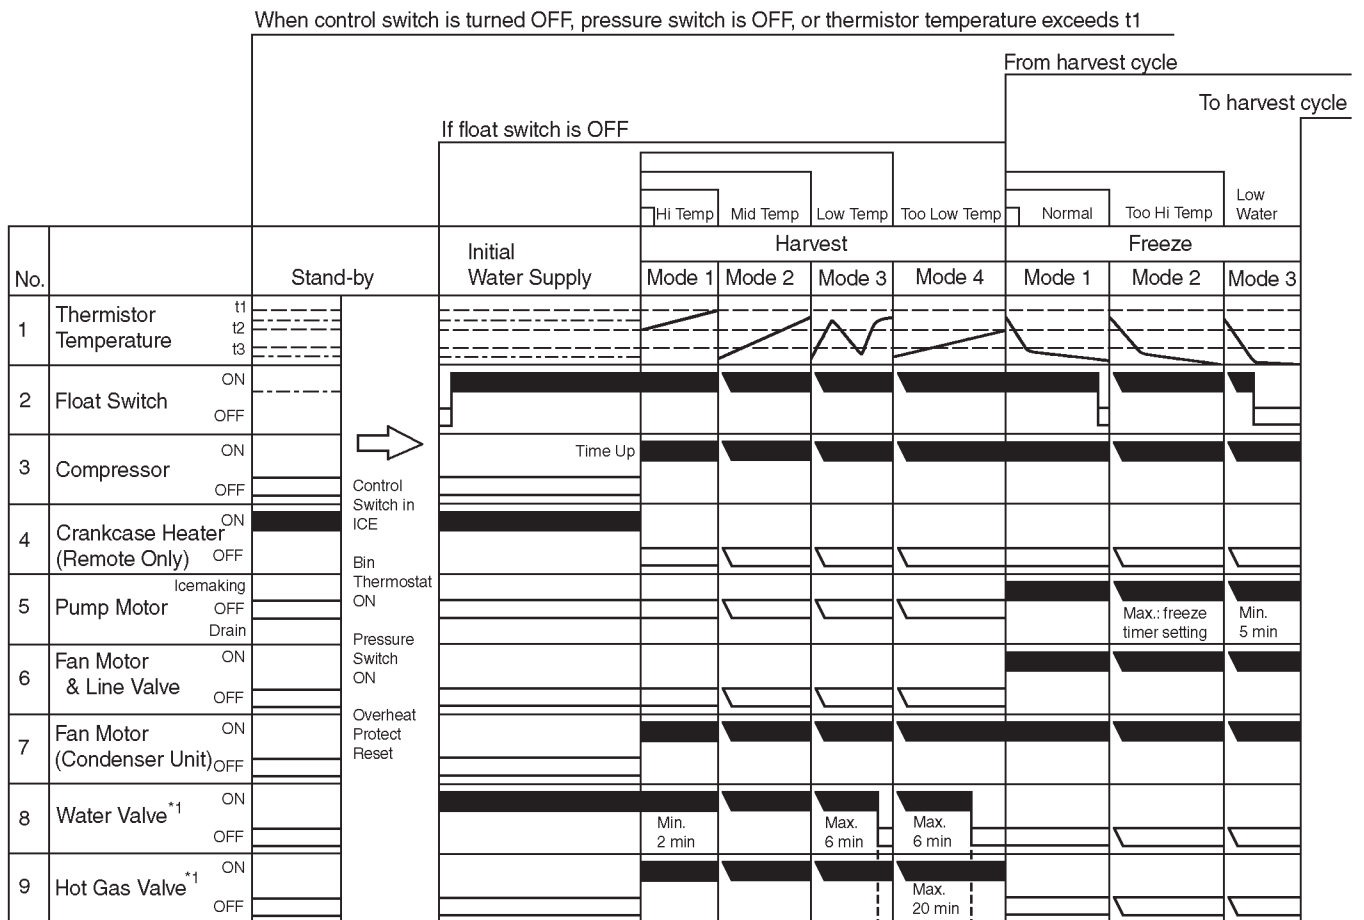 When control switch is turned OFF, pressure switch is OFF, or thermistor temperature exceeds t1
From harvest cycle
To harvest cycle
If float switch is OFF
Hi Temp Mid Temp Low Temp Too Low Temp Normal Too Hi Temp Low Water
Harvest Freeze
No. Stand-by Initial Water Supply Mode 1 Mode 2 Mode 3 Mode 4 Mode 1 Mode 2 Mode 3
1 Thermistor Temperature t1 t2 t3
2 Float Switch ON OFF
3 Compressor ON OFF Time Up
4 Crankcase Heater (Remote Only) ON OFF
5 Pump Motor Icemaking OFF Drain
Max.: freeze timer setting
Min. 5 min
6 Fan Motor & Line Valve ON OFF
7 Fan Motor (Condenser Unit) ON OFF
8 Water Valve*1 ON OFF
Min. 2 min
Max. 6 min
Max. 6 min
9 Hot Gas Valve*1 ON OFF
Max. 20 min
Control
Switch in
ICE
Bin
Thermostat
ON
Pressure
Switch
ON
Overheat
Protect
Reset